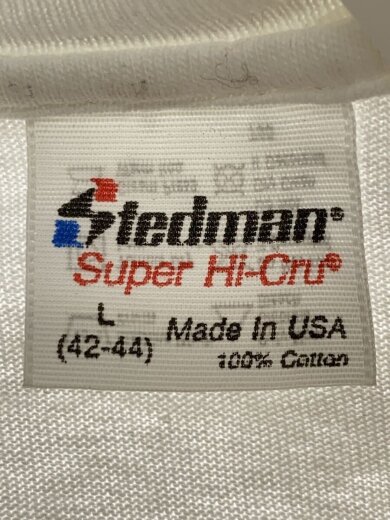 Stedman®
Super Hi-Cru®
L
(42-44)
Made In USA
100% Cotton